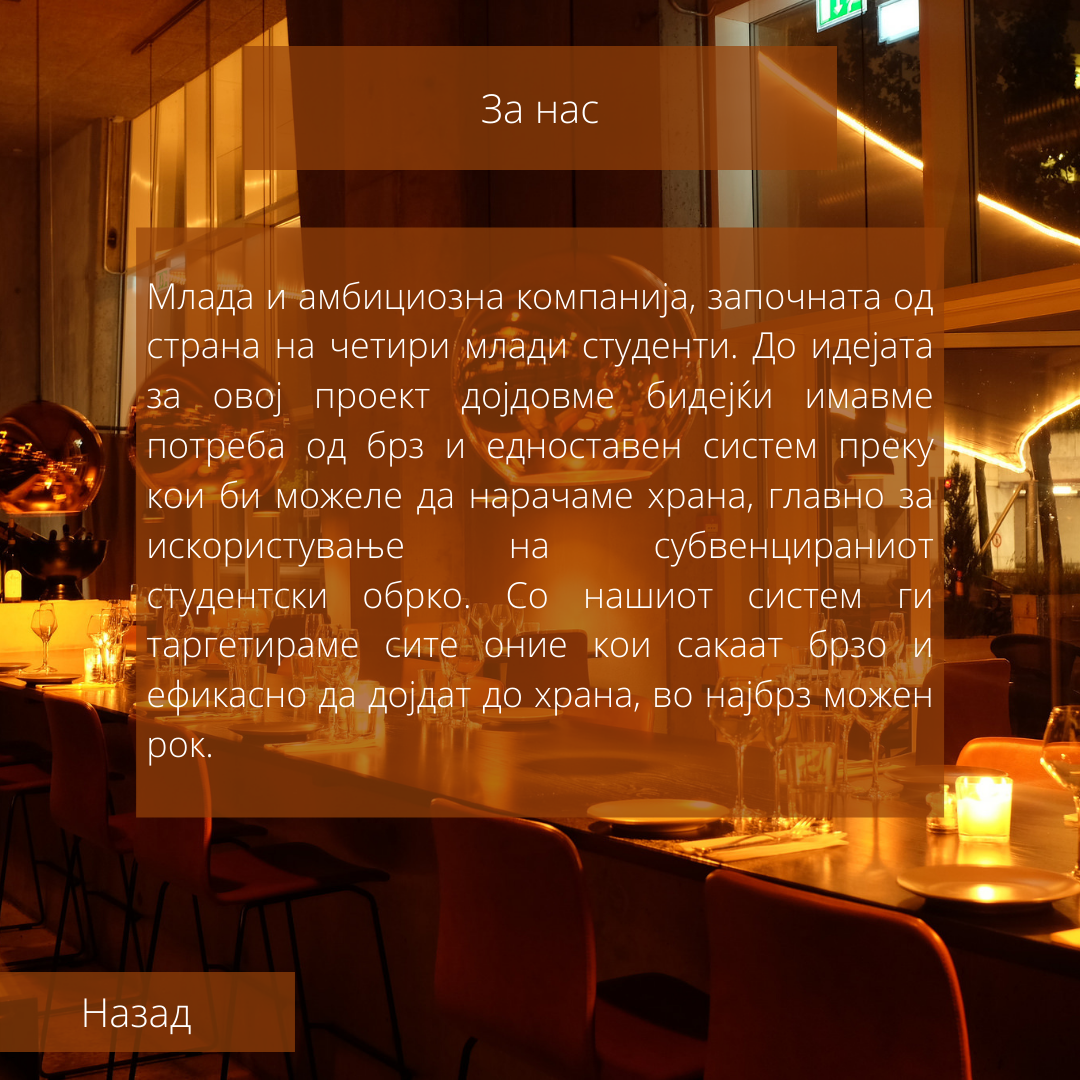 За нас
Млада и амбициозна компанија, започната од
страна на четири млади студенти. До идејата
за овој проект дојдовме бидејќи имавме
потреба од брз и едноставен систем преку
кои би можеле да нарачаме храна, главно за
искористување на субвенцираниот
студентски обрко. Со нашиот систем ги
таргетираме сите оние кои сакаат брзо и
ефикасно да дојдат до храна, во најбрз можен
рок.
Назад